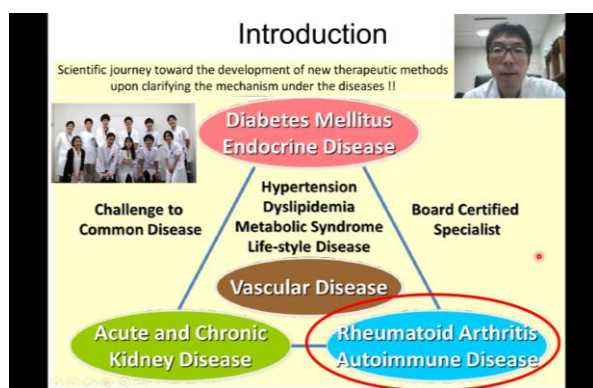 Introduction
Scientific journey toward the development of new therapeutic methods
upon clarifying the mechanism under the diseases !!
Diabetes Mellitus
Endocrine Disease
Hypertension
Dyslipidemia
Metabolic Syndrome
Life-style Disease
Challenge to
Common Disease
Board Certified
Specialist
Vascular Disease
Acute and Chronic
Kidney Disease
Rheumatoid Arthritis
Autoimmune Disease